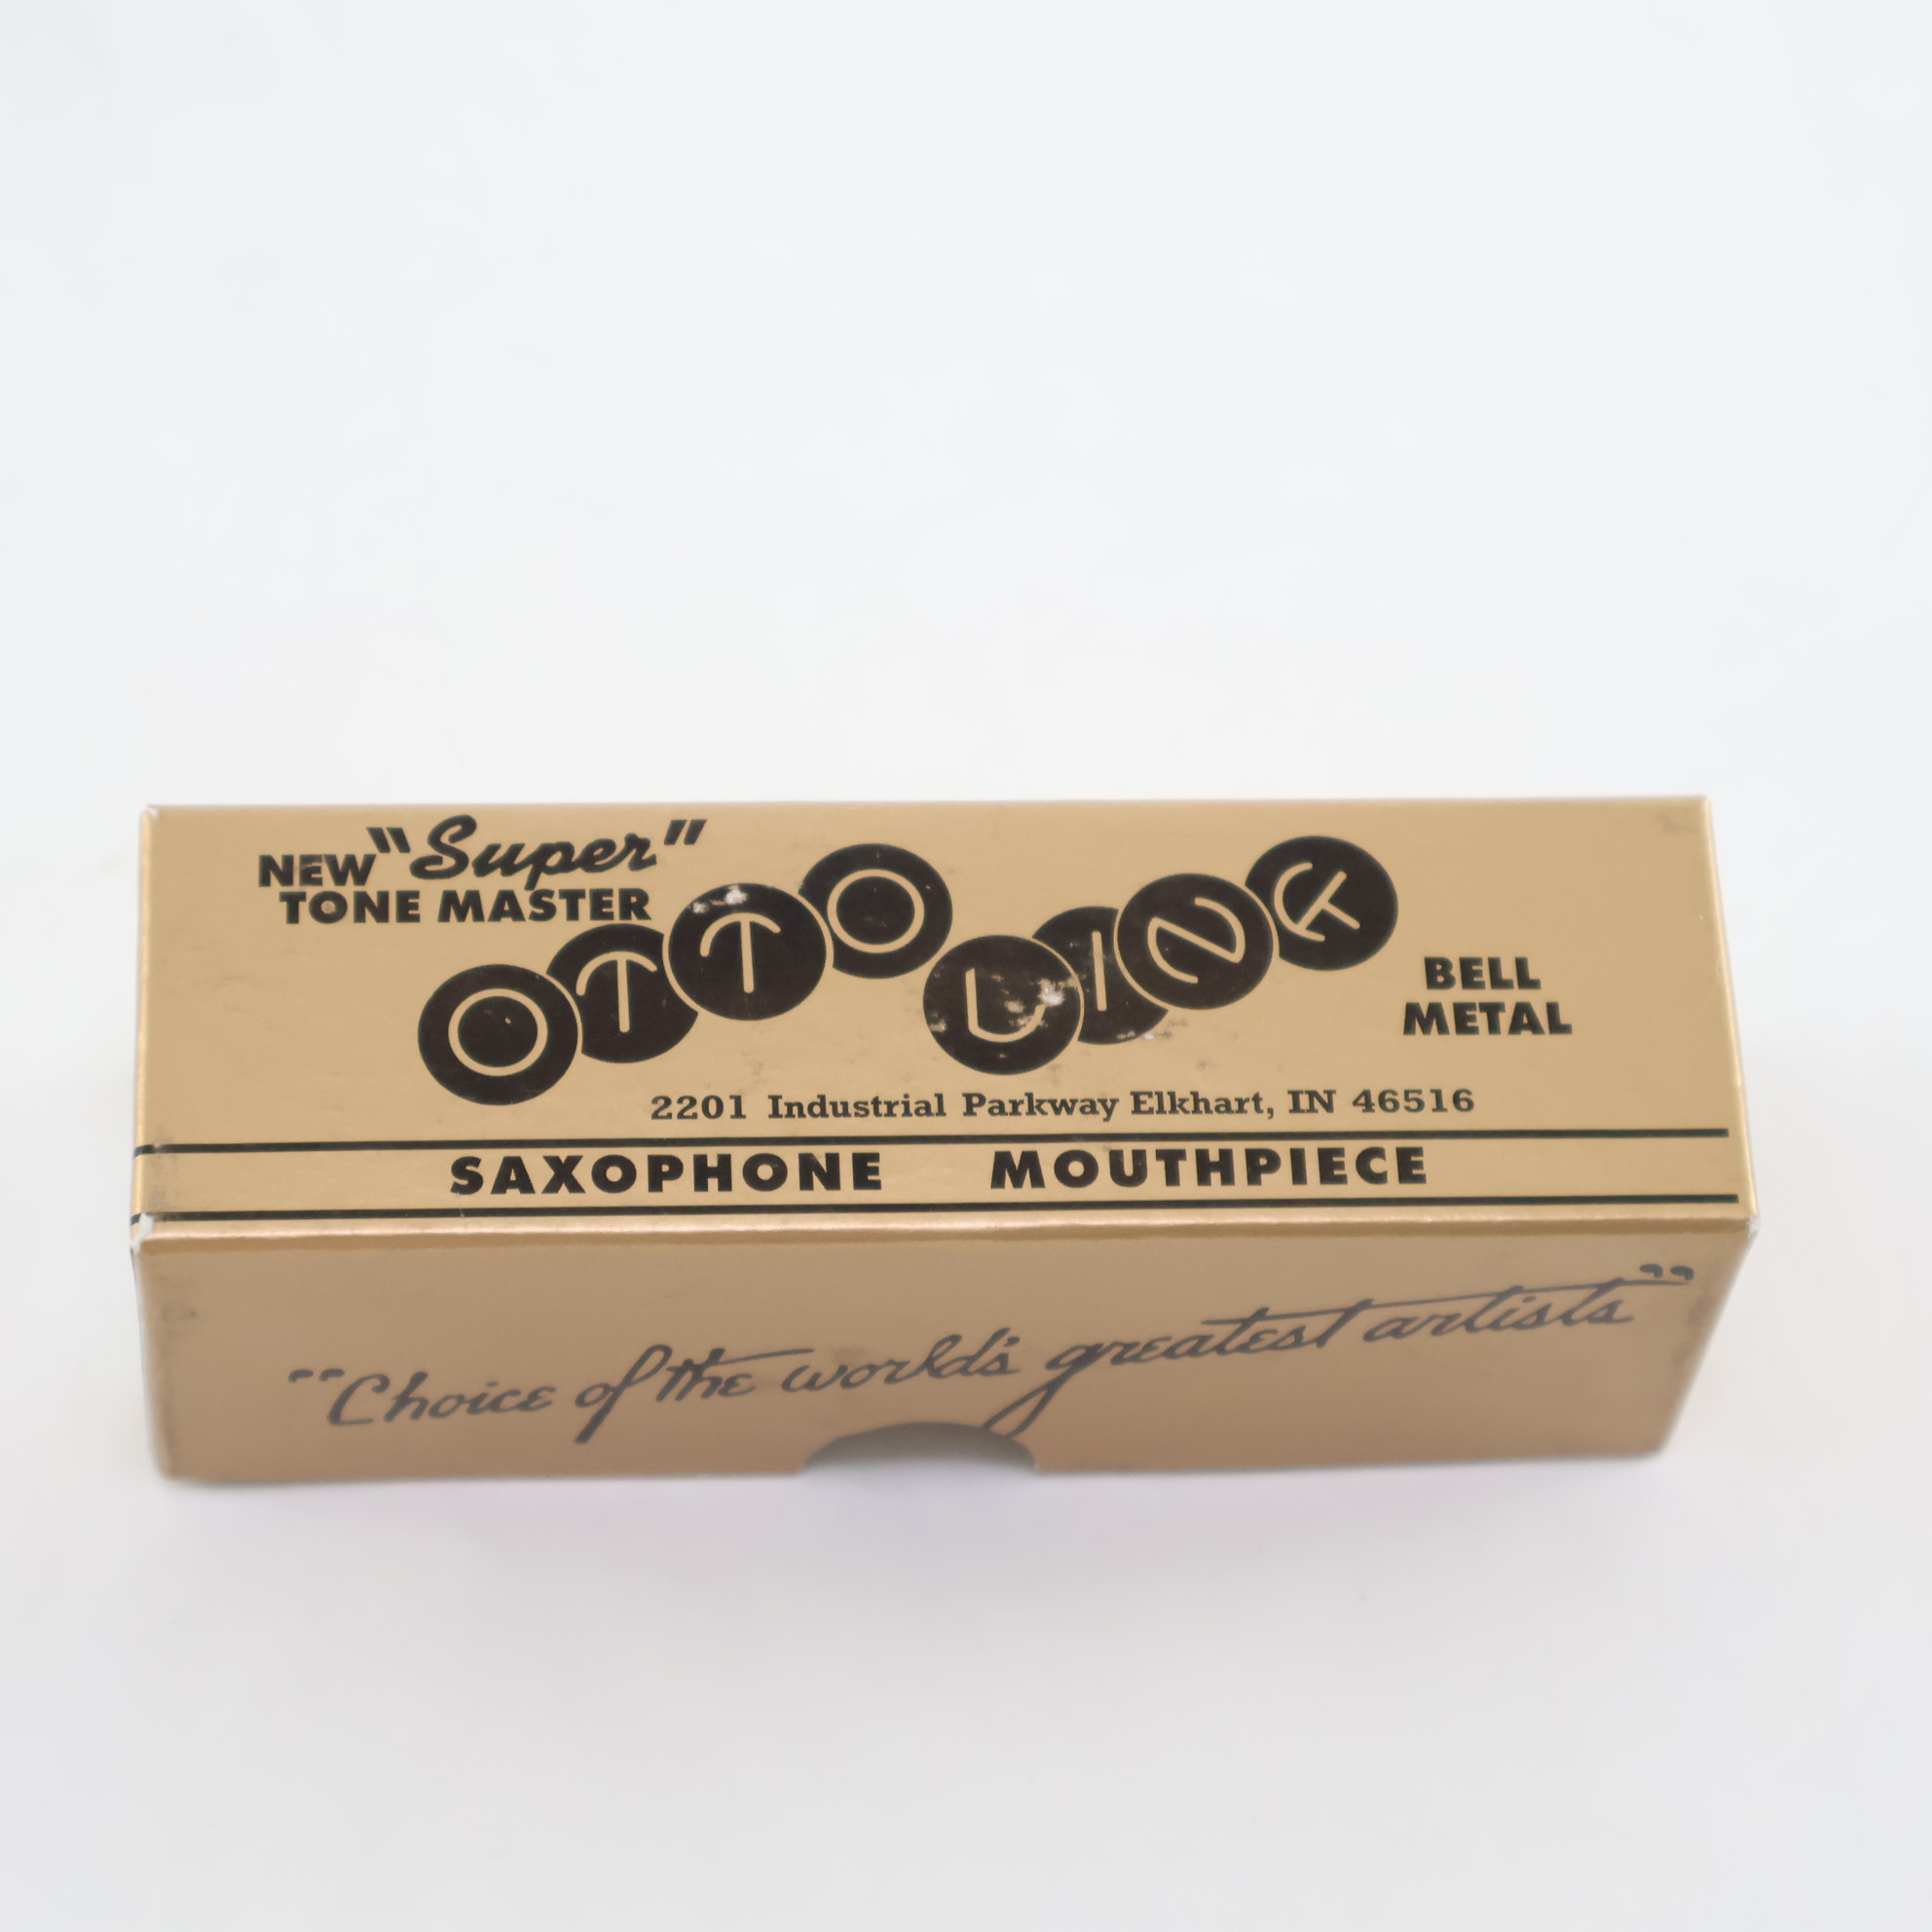 NEW "Super"
TONE MASTER
OTTO LINK
BELL
METAL
2201 Industrial Parkway Elkhart, IN 46516
SAXOPHONE MOUTHPIECE
"Choice of the world's greatest artists"